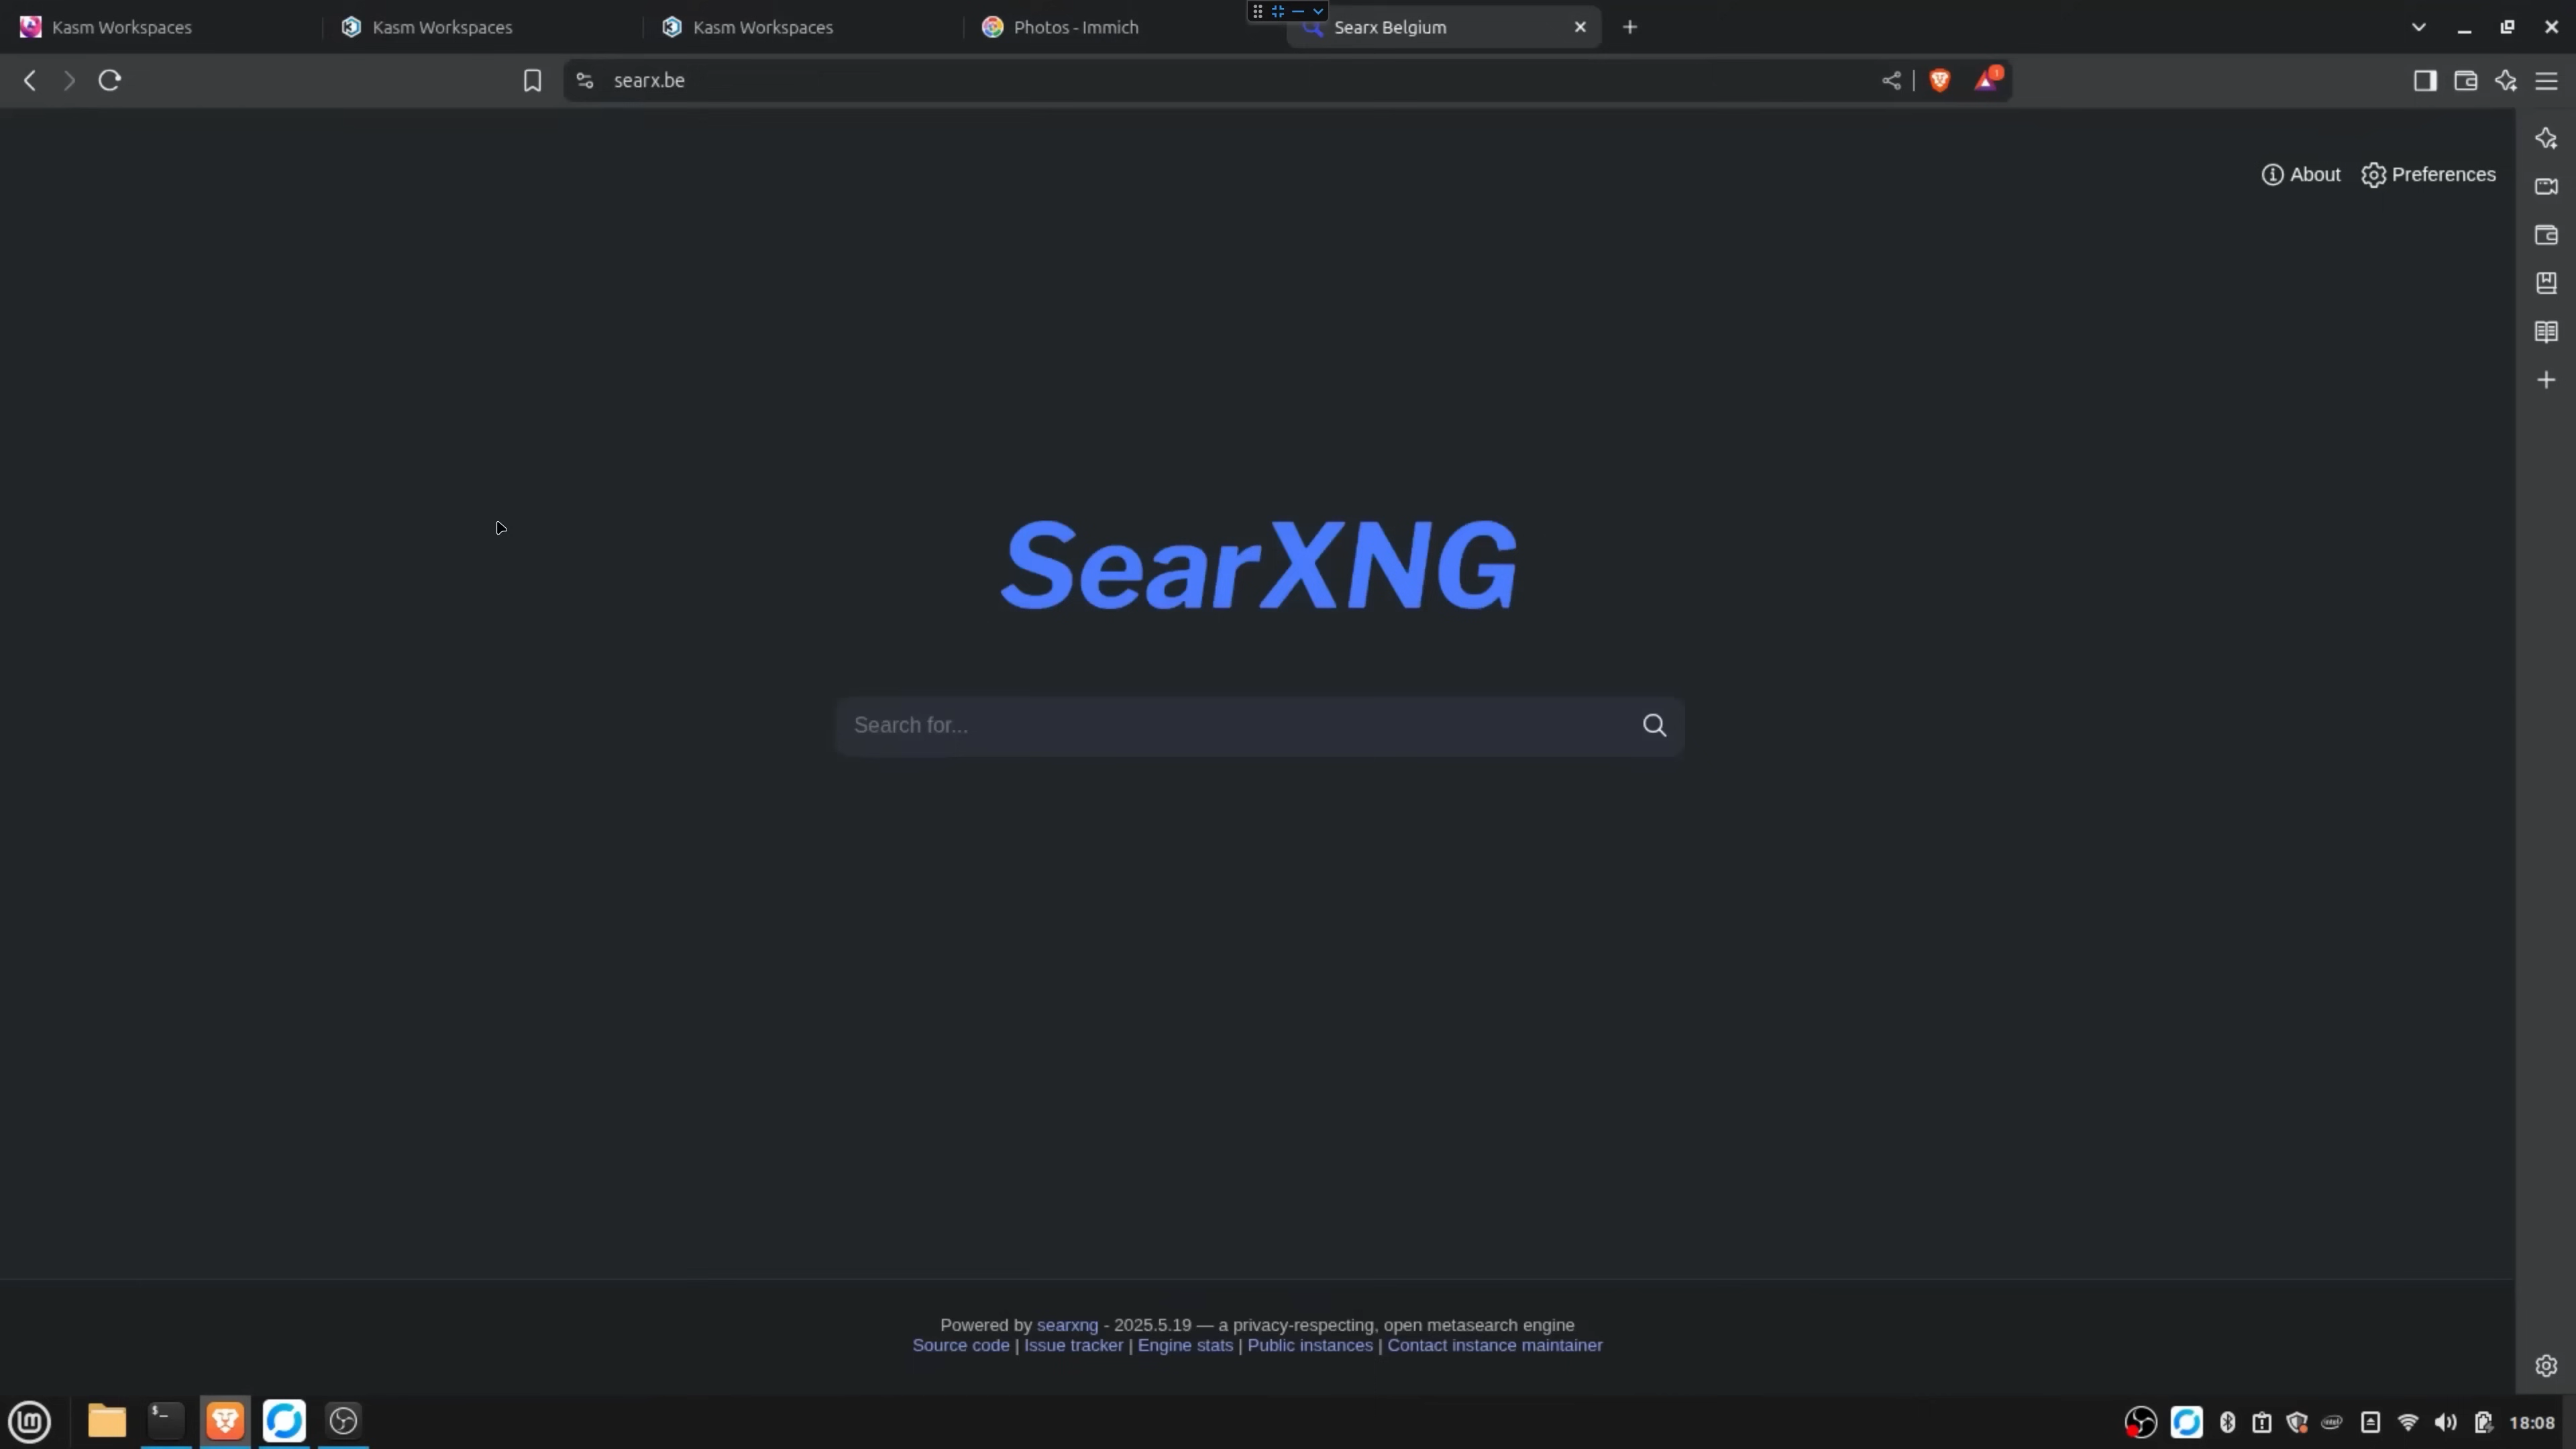 Kasm Workspaces
Kasm Workspaces
Kasm Workspaces
Photos - Immich
Searx Belgium
searx.be
1
About
Preferences
SearXNG
Search for...
Powered by searxng - 2025.5.19 — a privacy-respecting, open metasearch engine
Source code | Issue tracker | Engine stats | Public instances | Contact instance maintainer
$_
intel
18:08